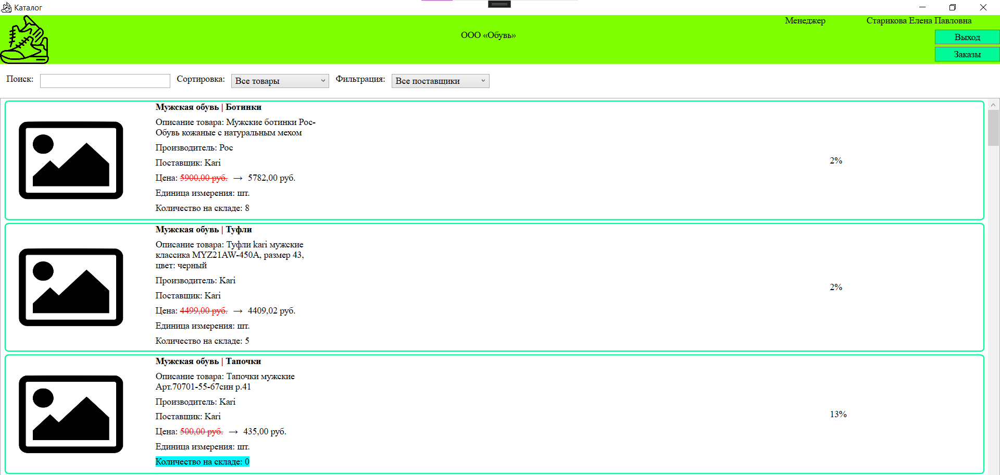 Каталог
Менеджер Старикова Елена Павловна
ООО «Обувь»
Выход
Заказы
Поиск: Сортировка: Все товары Фильтрация: Все поставщики
Мужская обувь | Ботинки
Описание товара: Мужские ботинки Рос-
Обувь кожаные с натуральным мехом
Производитель: Рос
Поставщик: Kari
2%
Цена: 5900,00 руб. → 5782,00 руб.
Единица измерения: шт.
Количество на складе: 8
Мужская обувь | Туфли
Описание товара: Туфли kari мужские
классика MYZ21AW-450A, размер 43,
цвет: черный
Производитель: Kari
2%
Поставщик: Kari
Цена: 4499,00 руб. → 4409,02 руб.
Единица измерения: шт.
Количество на складе: 5
Мужская обувь | Тапочки
Описание товара: Тапочки мужские
Арт.70701-55-67син р.41
Производитель: Kari
Поставщик: Kari
13%
Цена: 500,00 руб. → 435,00 руб.
Единица измерения: шт.
Количество на складе: 0